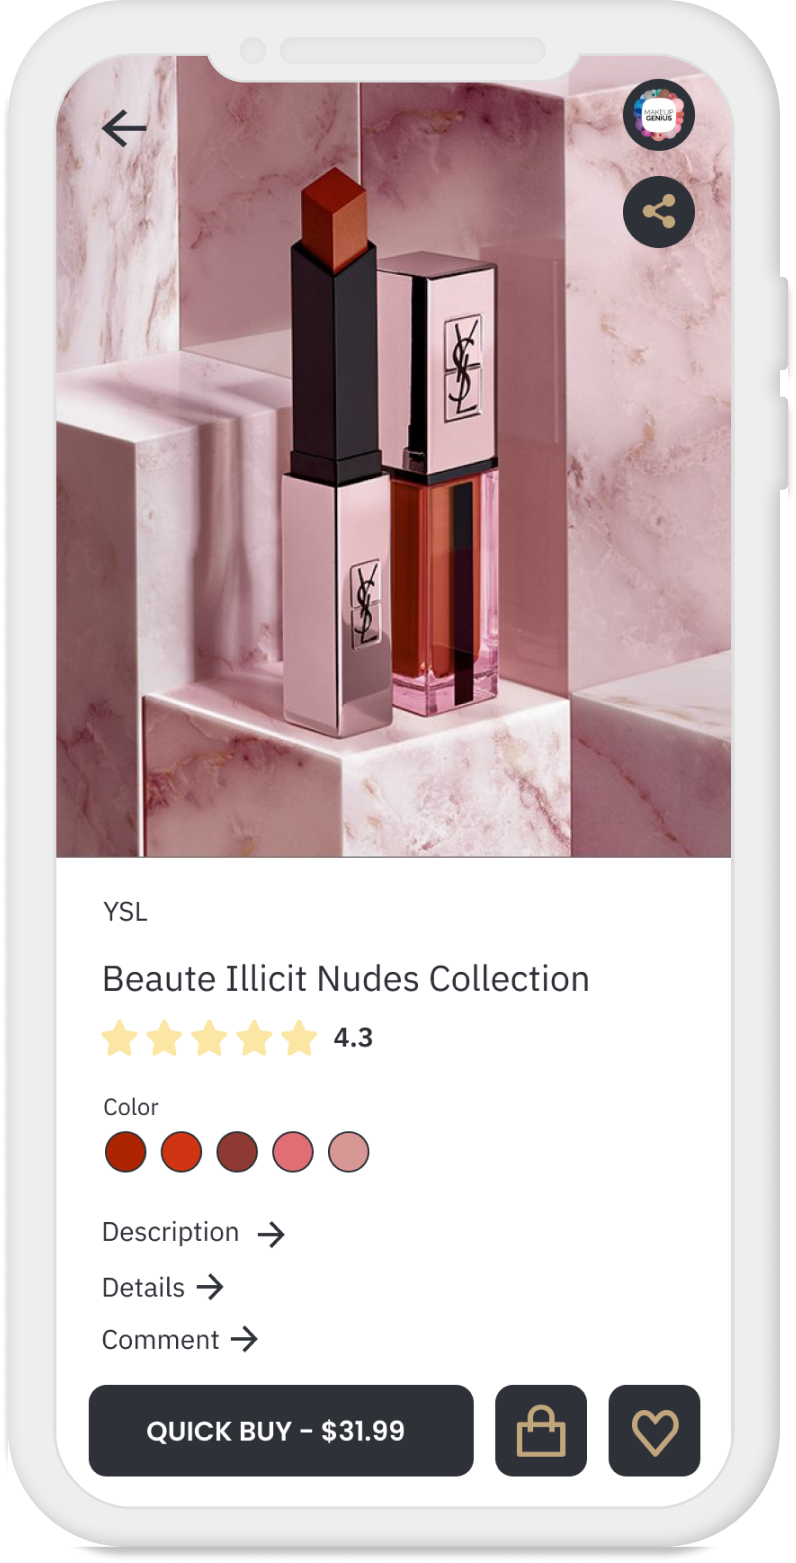 MAKEUP
GENIUS
YSL
YSL
YSL
Beaute Illicit Nudes Collection
4.3
Color
Description
Details
Comment
QUICK BUY - $31.99